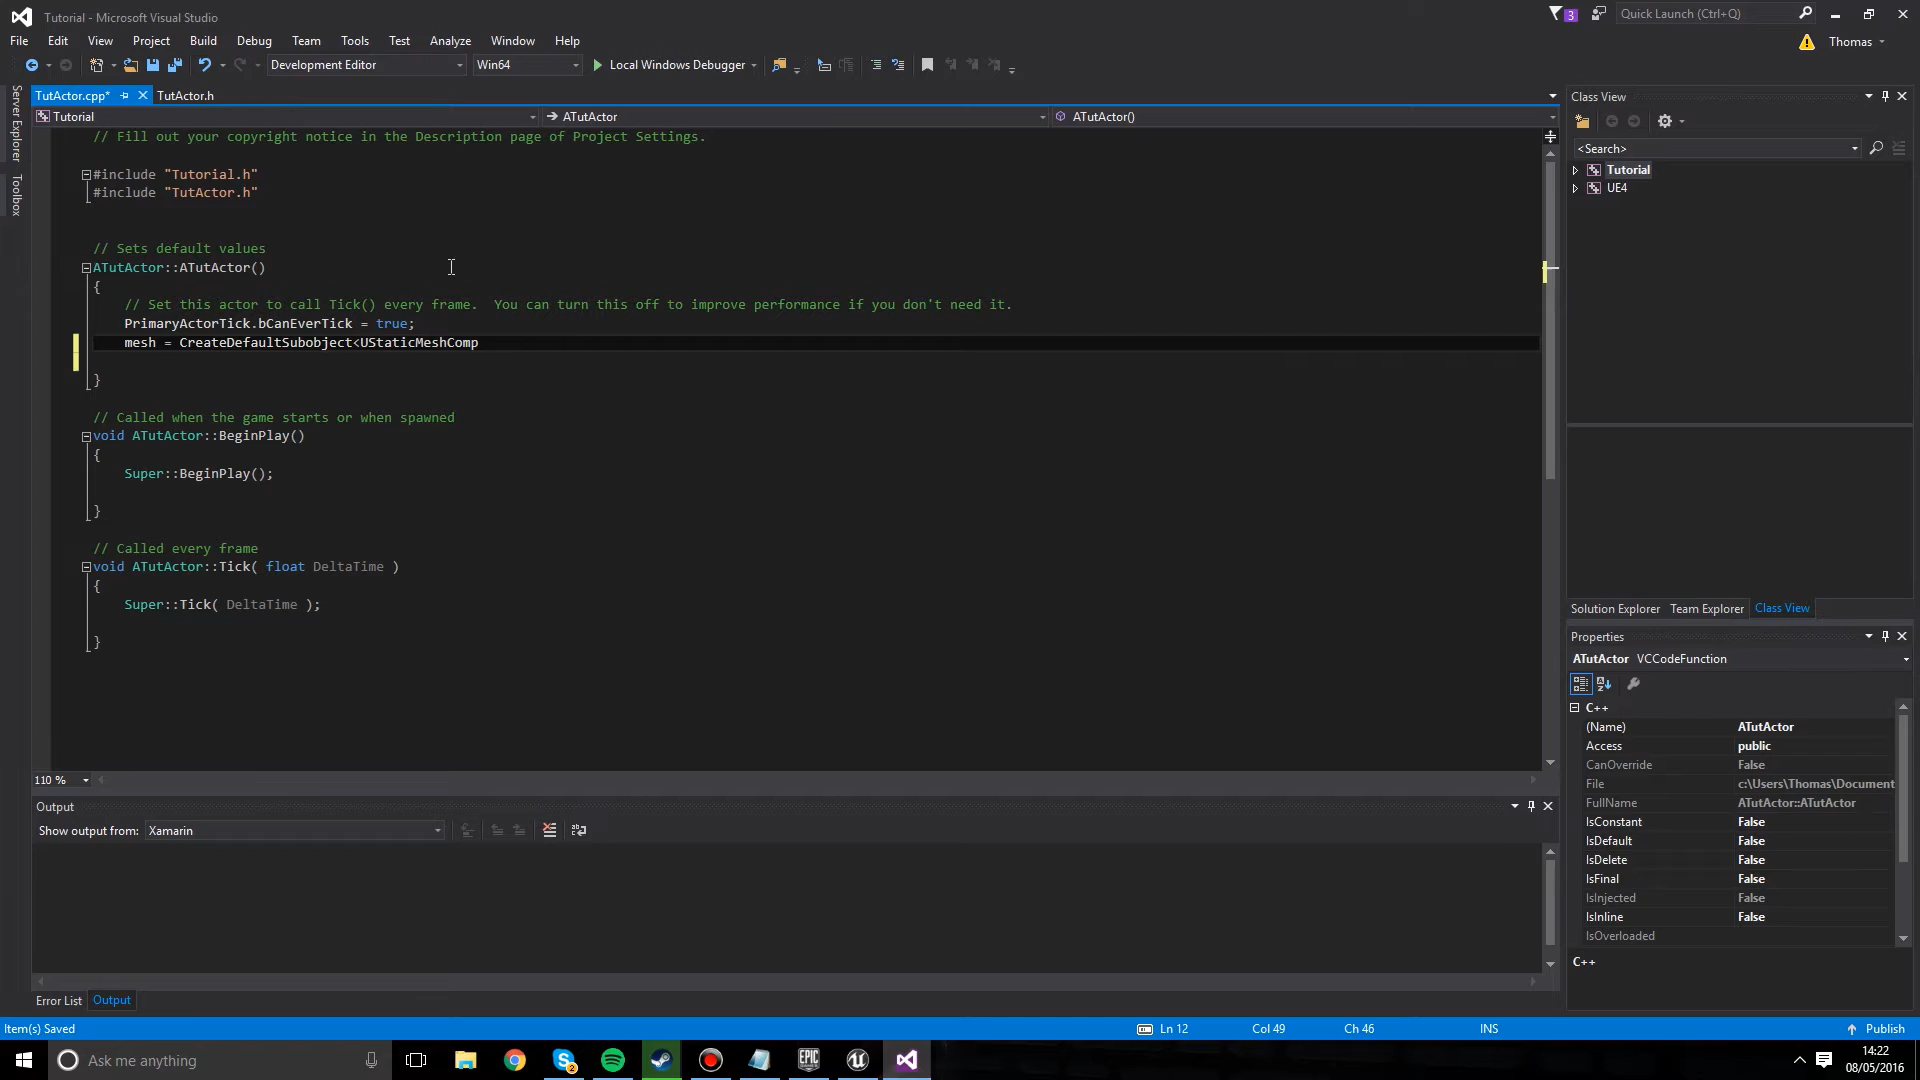 Tutorial - Microsoft Visual Studio
3
Quick Launch (Ctrl+Q)
File Edit View Project Build Debug Team Tools Test Analyze Window Help
Thomas
Development Editor
Win64
Local Windows Debugger
Server Explorer
Toolbox
TutActor.cpp*
TutActor.h
Tutorial
ATutActor
ATutActor()
// Fill out your copyright notice in the Description page of Project Settings.
#include "Tutorial.h"
#include "TutActor.h"
// Sets default values
ATutActor::ATutActor()
{
// Set this actor to call Tick() every frame.  You can turn this off to improve performance if you don't need it.
PrimaryActorTick.bCanEverTick = true;
mesh = CreateDefaultSubobject<UStaticMeshComp
}
// Called when the game starts or when spawned
void ATutActor::BeginPlay()
{
Super::BeginPlay();
}
// Called every frame
void ATutActor::Tick( float DeltaTime )
{
Super::Tick( DeltaTime );
}
110 %
Output
Show output from: Xamarin
Error List Output
Class View
<Search>
Tutorial
UE4
Solution Explorer Team Explorer Class View
Properties
ATutActor VCCodeFunction
C++
(Name) ATutActor
Access public
CanOverride False
File c:\Users\Thomas\Document
FullName ATutActor::ATutActor
IsConstant False
IsDefault False
IsDelete False
IsFinal False
IsInjected False
IsInline False
IsOverloaded
C++
Item(s) Saved
Ln 12
Col 49
Ch 46
INS
Publish
Ask me anything
2
EPIC GAMES
14:22
08/05/2016